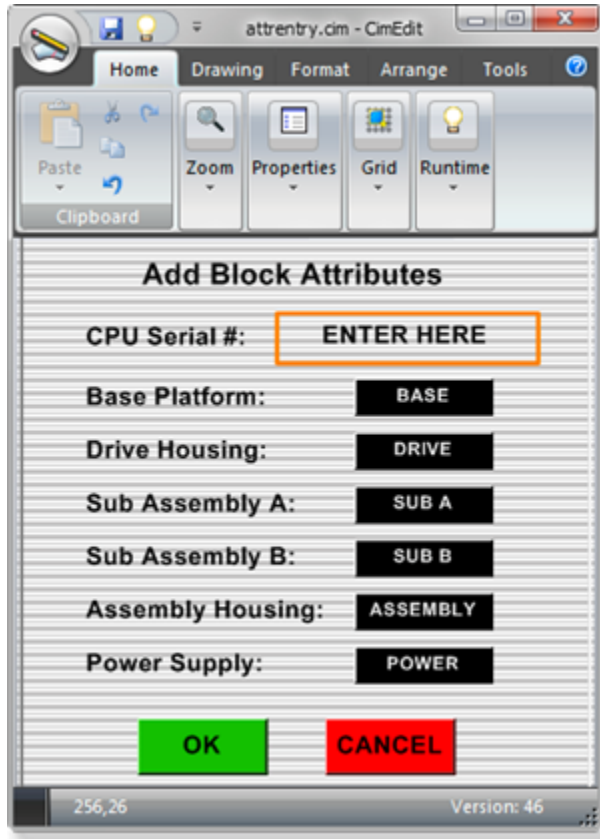 attrentry.cim - CimEdit
Home Drawing Format Arrange Tools
Paste Zoom Properties Grid Runtime
Clipboard
Add Block Attributes
CPU Serial #: ENTER HERE
Base Platform: BASE
Drive Housing: DRIVE
Sub Assembly A: SUB A
Sub Assembly B: SUB B
Assembly Housing: ASSEMBLY
Power Supply: POWER
OK CANCEL
256,26 Version: 46